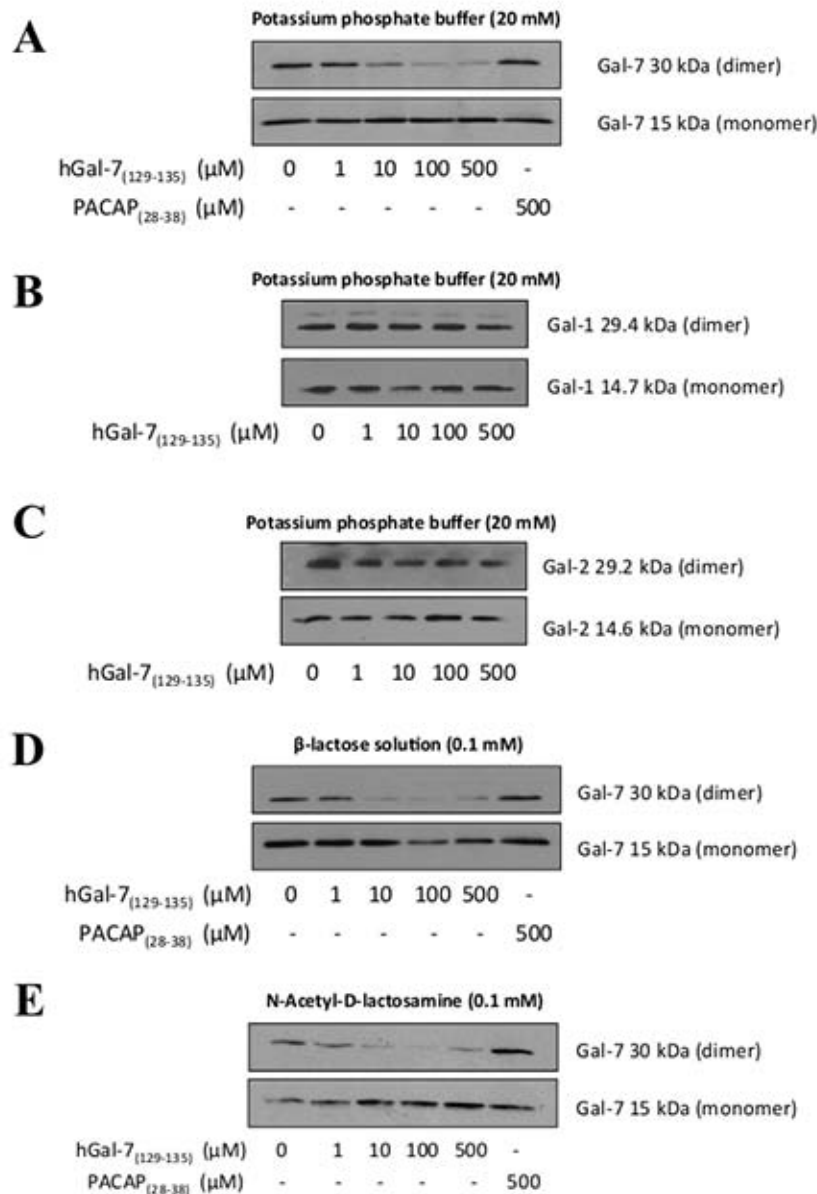 A
Potassium phosphate buffer (20 mM)
Gal-7 30 kDa (dimer)
Gal-7 15 kDa (monomer)
hGal-7(129-135) (μM) 0 1 10 100 500 -
PACAP(28-38) (μM) - - - - - 500
B
Potassium phosphate buffer (20 mM)
Gal-1 29.4 kDa (dimer)
Gal-1 14.7 kDa (monomer)
hGal-7(129-135) (μM) 0 1 10 100 500
C
Potassium phosphate buffer (20 mM)
Gal-2 29.2 kDa (dimer)
Gal-2 14.6 kDa (monomer)
hGal-7(129-135) (μM) 0 1 10 100 500
D
β-lactose solution (0.1 mM)
Gal-7 30 kDa (dimer)
Gal-7 15 kDa (monomer)
hGal-7(129-135) (μM) 0 1 10 100 500 -
PACAP(28-38) (μM) - - - - - 500
E
N-Acetyl-D-lactosamine (0.1 mM)
Gal-7 30 kDa (dimer)
Gal-7 15 kDa (monomer)
hGal-7(129-135) (μM) 0 1 10 100 500 -
PACAP(28-38) (μM) - - - - - 500